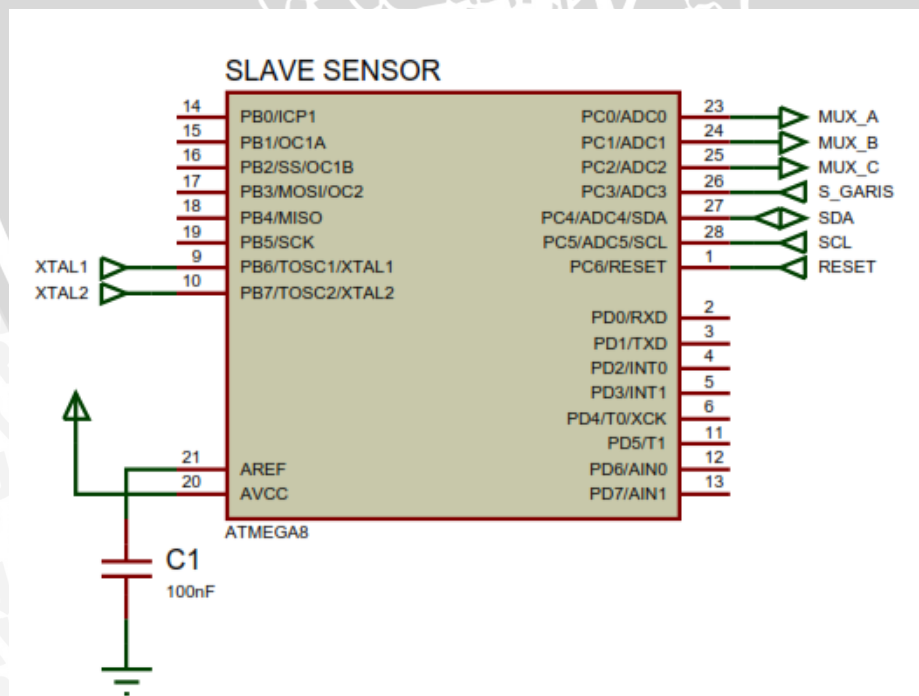 SLAVE SENSOR
14 PB0/ICP1 PC0/ADC0 23 MUX_A
15 PB1/OC1A PC1/ADC1 24 MUX_B
16 PB2/SS/OC1B PC2/ADC2 25 MUX_C
17 PB3/MOSI/OC2 PC3/ADC3 26 S_GARIS
18 PB4/MISO PC4/ADC4/SDA 27 SDA
19 PB5/SCK PC5/ADC5/SCL 28 SCL
XTAL1 9 PB6/TOSC1/XTAL1 PC6/RESET 1 RESET
XTAL2 10 PB7/TOSC2/XTAL2
PD0/RXD 2
PD1/TXD 3
PD2/INT0 4
PD3/INT1 5
PD4/T0/XCK 6
PD5/T1 11
21 AREF PD6/AIN0 12
20 AVCC PD7/AIN1 13
ATMEGA8
C1
100nF